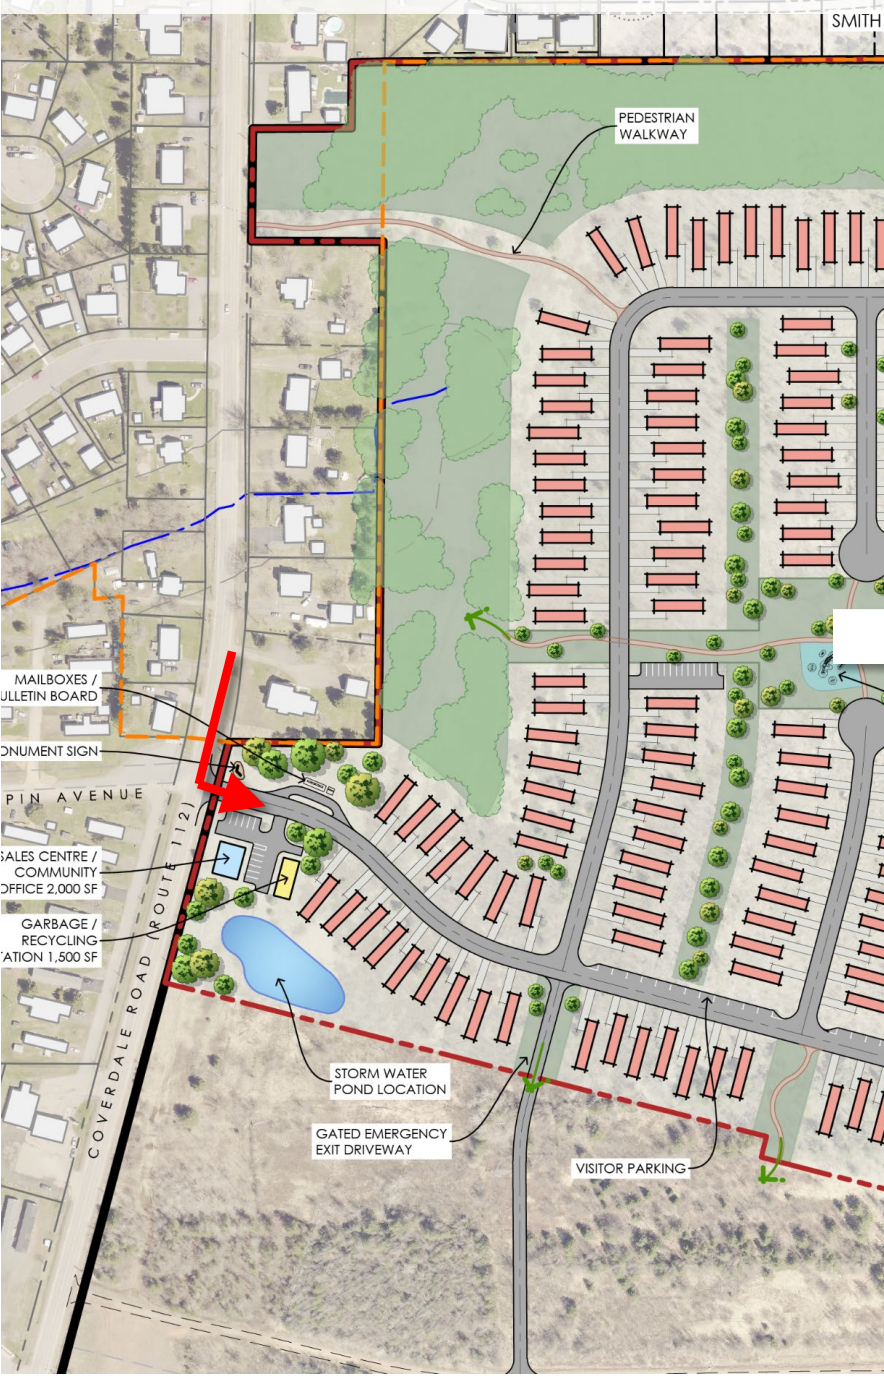 SMITH
PEDESTRIAN
WALKWAY
MAILBOXES /
ULLETIN BOARD
ONUMENT SIGN
PIN AVENUE
SALES CENTRE /
COMMUNITY
OFFICE 2,000 SF
GARBAGE /
RECYCLING
TATION 1,500 SF
COVERDALE ROAD (ROUTE 112)
STORM WATER
POND LOCATION
GATED EMERGENCY
EXIT DRIVEWAY
VISITOR PARKING